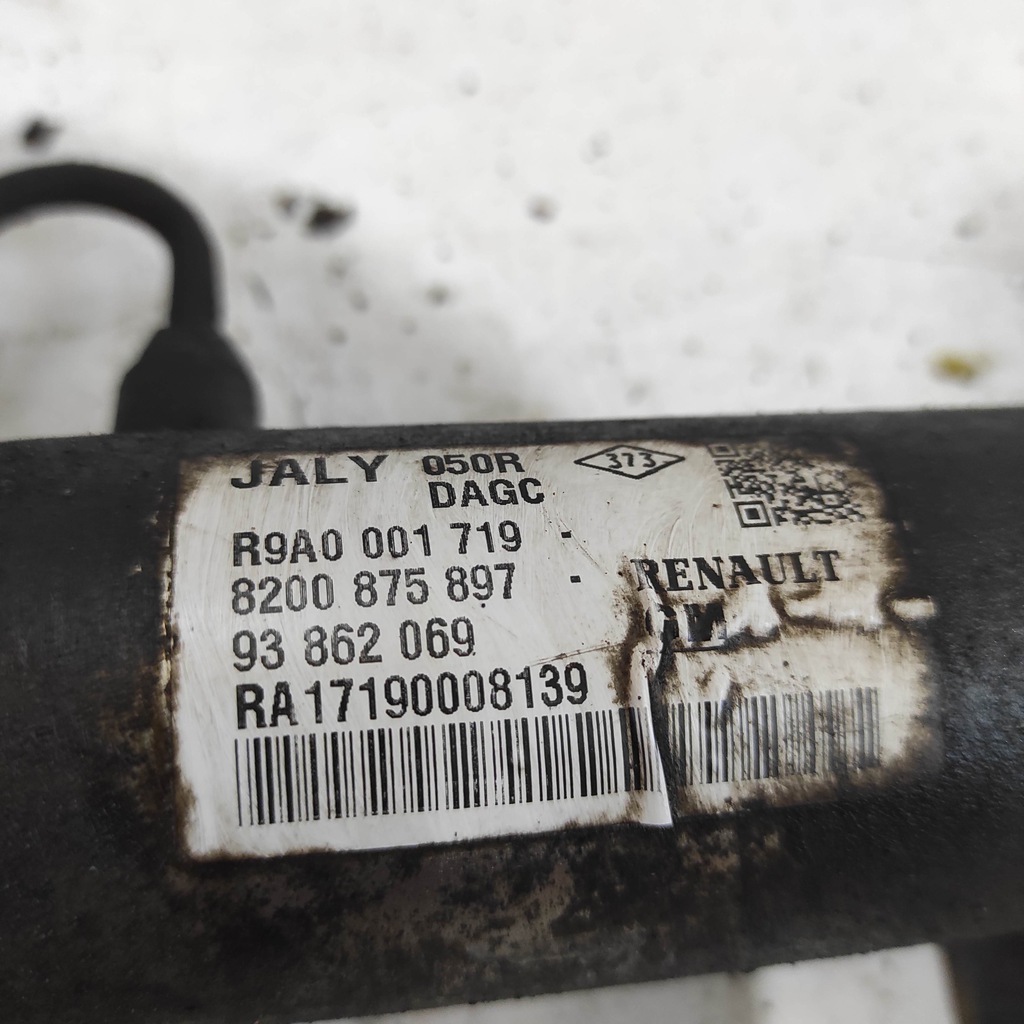 JALY 050R 373
DAGC
R9A0 001 719 -
8200 875 897 - RENAULT
93 862 069
RA17190008139